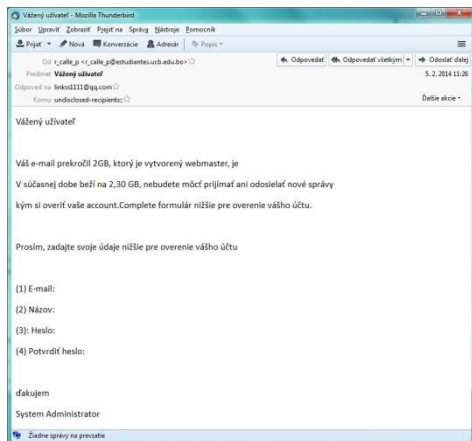 Vážený užívateľ - Mozilla Thunderbird
Súbor Upraviť Zobraziť Prejsť na Správa Nástroje Pomocník
Prijať Nová Konverzácie Adresár Popis
Od r_calle_p <r_calle_p@estudiantes.ucb.edu.bo>
Odpovedať Odpovedať všetkým Odoslať ďalej
Predmet Vážený užívateľ
5. 2. 2014 11:26
Odpoveď na linkss1111@qq.com
Komu undisclosed-recipients:;
Ďalšie akcie
Vážený užívateľ
Váš e-mail prekročil 2GB, ktorý je vytvorený webmaster, je
V súčasnej dobe beží na 2,30 GB, nebudete môcť prijímať ani odosielať nové správy
kým si overiť vaše account.Complete formulár nižšie pre overenie vášho účtu.
Prosím, zadajte svoje údaje nižšie pre overenie vášho účtu
(1) E-mail:
(2) Názov:
(3): Heslo:
(4) Potvrdiť heslo:
ďakujem
System Administrator
Žiadne správy na prevzatie